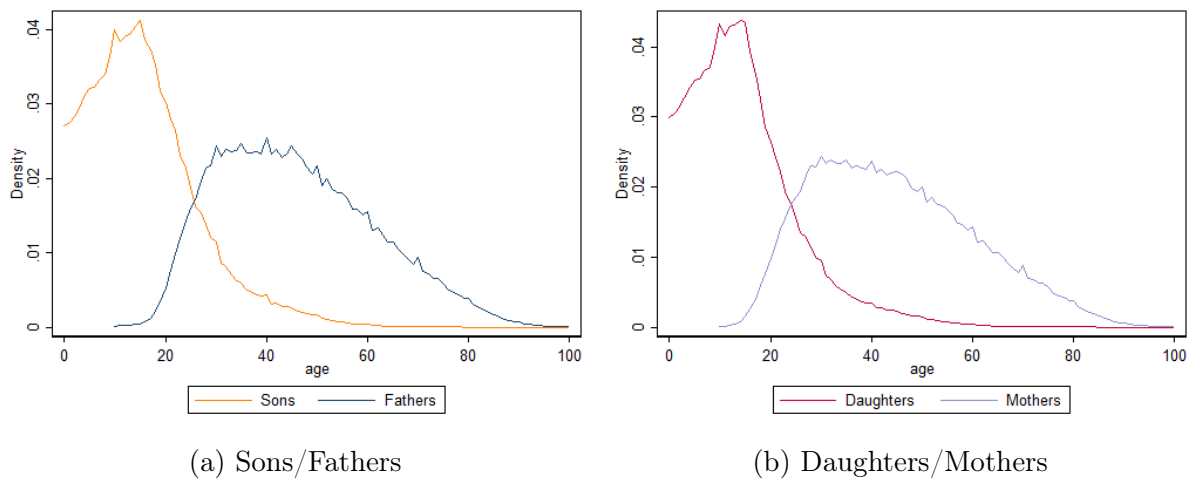 Density
.04
.03
.02
.01
0
0 20 40 60 80 100
age
Sons Fathers
(a) Sons/Fathers
Density
.04
.03
.02
.01
0
0 20 40 60 80 100
age
Daughters Mothers
(b) Daughters/Mothers